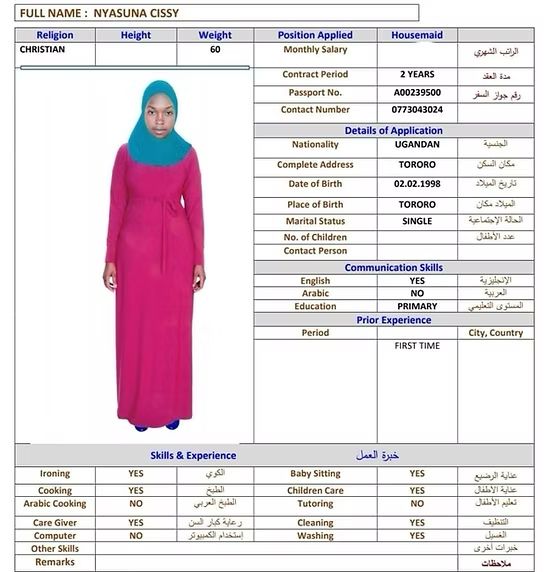 FULL NAME : NYASUNA CISSY
Religion Height Weight Position Applied Housemaid
CHRISTIAN 60 Monthly Salary الراتب الشهري
Contract Period 2 YEARS مدة العقد
Passport No. A00239500 رقم جواز السفر
Contact Number 0773043024
Details of Application
Nationality UGANDAN الجنسية
Complete Address TORORO مكان السكن
Date of Birth 02.02.1998 تاريخ الميلاد
Place of Birth TORORO الميلاد مكان
Marital Status SINGLE الحالة الإجتماعية
No. of Children عدد الأطفال
Contact Person
Communication Skills
English YES الإنجليزية
Arabic NO العربية
Education PRIMARY المستوى التعليمي
Prior Experience
Period City, Country
FIRST TIME
Skills & Experience خبرة العمل
Ironing YES الكوي Baby Sitting YES عناية الرضيع
Cooking YES الطبخ Children Care YES عناية الأطفال
Arabic Cooking NO الطبخ العربي Tutoring NO تعليم الأطفال
Care Giver YES رعاية كبار السن Cleaning YES التنظيف
Computer NO إستخدام الكمبيوتر Washing YES الغسيل
Other Skills خبرات أخرى
Remarks ملاحظات